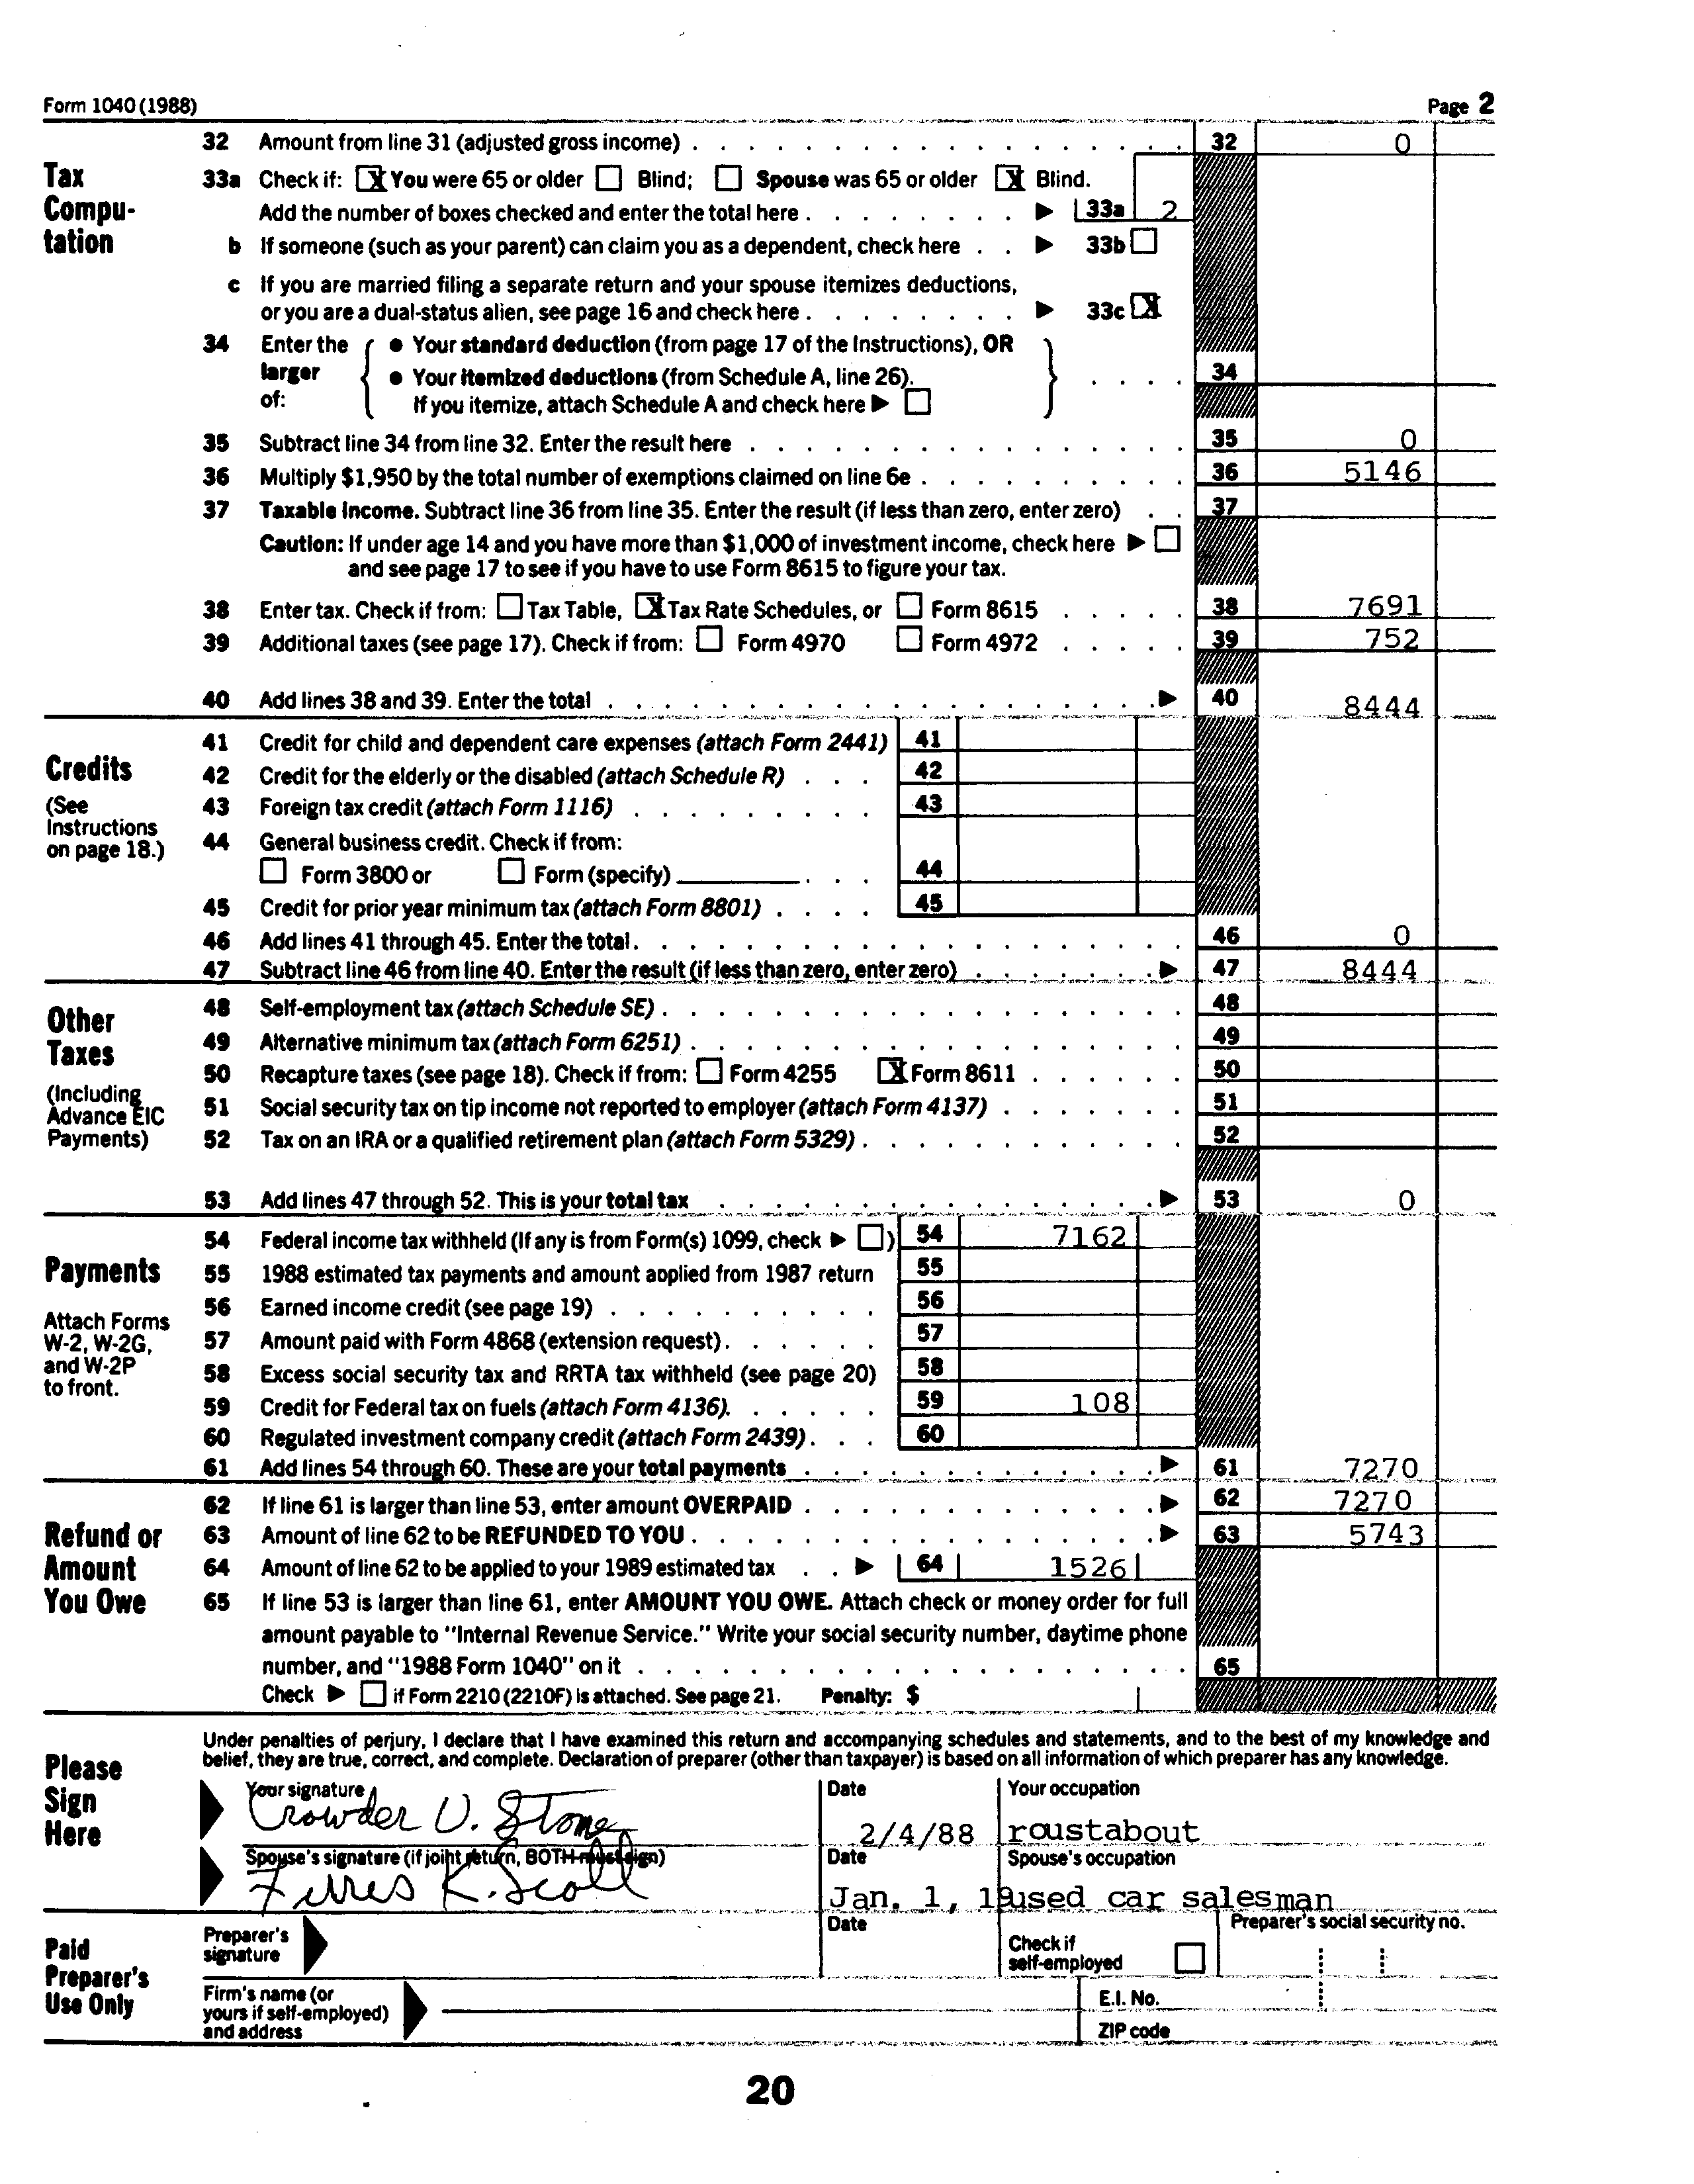 Form 1040 (1988) Page 2
32 Amount from line 31 (adjusted gross income) . . . . 32 0
Tax Computation
33a Check if: [X] You were 65 or older [ ] Blind; [ ] Spouse was 65 or older [X] Blind.
Add the number of boxes checked and enter the total here . . . . ▶ 33a 2
b If someone (such as your parent) can claim you as a dependent, check here . . ▶ 33b [ ]
c If you are married filing a separate return and your spouse itemizes deductions,
or you are a dual-status alien, see page 16 and check here . . . . ▶ 33c [X]
34 Enter the larger of: { ● Your standard deduction (from page 17 of the Instructions), OR
● Your itemized deductions (from Schedule A, line 26). } . . . . 34
If you itemize, attach Schedule A and check here ▶ [ ]
35 Subtract line 34 from line 32. Enter the result here . . . . 35 0
36 Multiply $1,950 by the total number of exemptions claimed on line 6e . . . . 36 5146
37 Taxable income. Subtract line 36 from line 35. Enter the result (if less than zero, enter zero) . . 37
Caution: If under age 14 and you have more than $1,000 of investment income, check here ▶ [ ]
and see page 17 to see if you have to use Form 8615 to figure your tax.
38 Enter tax. Check if from: [ ] Tax Table, [X] Tax Rate Schedules, or [ ] Form 8615 . . . . 38 7691
39 Additional taxes (see page 17). Check if from: [ ] Form 4970 [ ] Form 4972 . . . . 39 752
40 Add lines 38 and 39. Enter the total . . . . ▶ 40 8444
Credits
(See Instructions on page 18.)
41 Credit for child and dependent care expenses (attach Form 2441) 41
42 Credit for the elderly or the disabled (attach Schedule R) . . . 42
43 Foreign tax credit (attach Form 1116) . . . . 43
44 General business credit. Check if from:
[ ] Form 3800 or [ ] Form (specify) ________ . . . 44
45 Credit for prior year minimum tax (attach Form 8801) . . . . 45
46 Add lines 41 through 45. Enter the total . . . . 46 0
47 Subtract line 46 from line 40. Enter the result (if less than zero, enter zero) . . . . ▶ 47 8444
Other Taxes
(Including Advance EIC Payments)
48 Self-employment tax (attach Schedule SE) . . . . 48
49 Alternative minimum tax (attach Form 6251) . . . . 49
50 Recapture taxes (see page 18). Check if from: [ ] Form 4255 [X] Form 8611 . . . . 50
51 Social security tax on tip income not reported to employer (attach Form 4137) . . . . 51
52 Tax on an IRA or a qualified retirement plan (attach Form 5329) . . . . 52
53 Add lines 47 through 52. This is your total tax . . . . ▶ 53 0
Payments
Attach Forms W-2, W-2G, and W-2P to front.
54 Federal income tax withheld (If any is from Form(s) 1099, check ▶ [ ]) 54 7162
55 1988 estimated tax payments and amount applied from 1987 return 55
56 Earned income credit (see page 19) . . . . 56
57 Amount paid with Form 4868 (extension request) . . . . 57
58 Excess social security tax and RRTA tax withheld (see page 20) 58
59 Credit for Federal tax on fuels (attach Form 4136). . . . . 59 108
60 Regulated investment company credit (attach Form 2439) . . . 60
61 Add lines 54 through 60. These are your total payments . . . . ▶ 61 7270
Refund or Amount You Owe
62 If line 61 is larger than line 53, enter amount OVERPAID . . . . ▶ 62 7270
63 Amount of line 62 to be REFUNDED TO YOU . . . . ▶ 63 5743
64 Amount of line 62 to be applied to your 1989 estimated tax . . ▶ 64 1526
65 If line 53 is larger than line 61, enter AMOUNT YOU OWE. Attach check or money order for full
amount payable to "Internal Revenue Service." Write your social security number, daytime phone
number, and "1988 Form 1040" on it . . . . 65
Check ▶ [ ] if Form 2210 (2210F) is attached. See page 21. Penalty: $
Under penalties of perjury, I declare that I have examined this return and accompanying schedules and statements, and to the best of my knowledge and
belief, they are true, correct, and complete. Declaration of preparer (other than taxpayer) is based on all information of which preparer has any knowledge.
Please Sign Here
Your signature Date Your occupation
Crowder U. Stone 2/4/88 roustabout
Spouse's signature (if joint return, BOTH must sign) Date Spouse's occupation
Ferres K. Scott Jan. 1, 19 used car salesman
Paid Preparer's Use Only
Preparer's signature Date Check if self-employed [ ] Preparer's social security no.
Firm's name (or yours if self-employed) and address E.I. No.
ZIP code
20